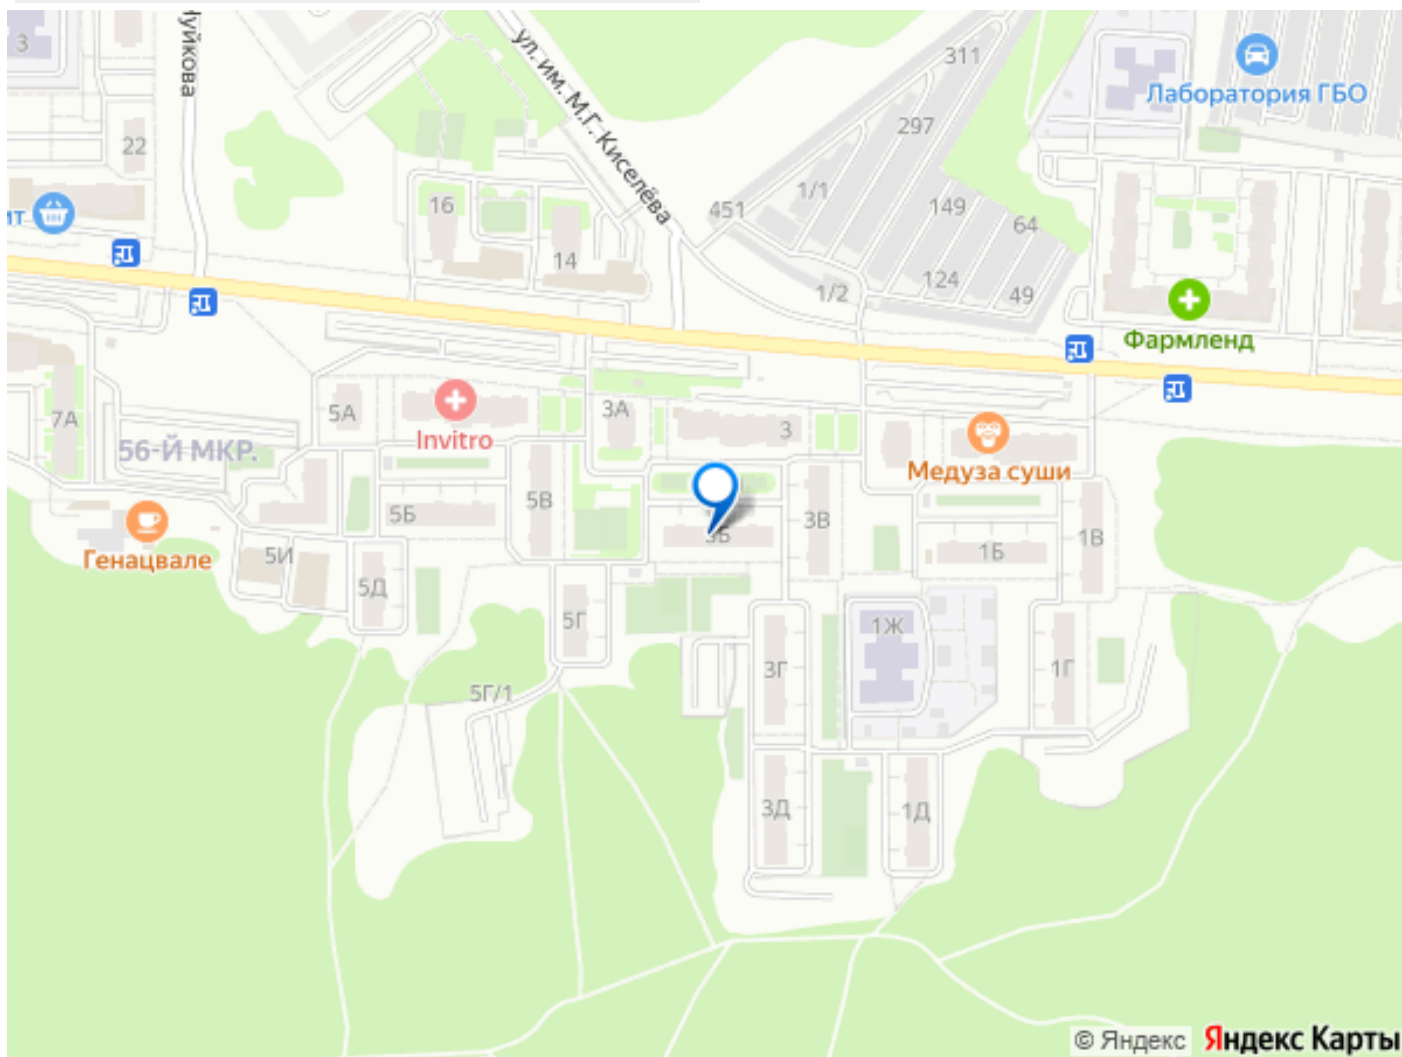 Чуйкова
3
ул. им. М.Г. Киселёва
311
Лаборатория ГБО
297
22
1/1
16
451
149
64
ит
14
124
1/2
49
Фармленд
5А
3А
7А
3
56-Й МКР.
Invitro
Медуза суши
5В
5Б
3В
3Б
1В
1Б
5И
Генацвале
5Д
5Г
1Ж
3Г
1Г
5Г/1
3Д
1Д
© Яндекс Яндекс Карты